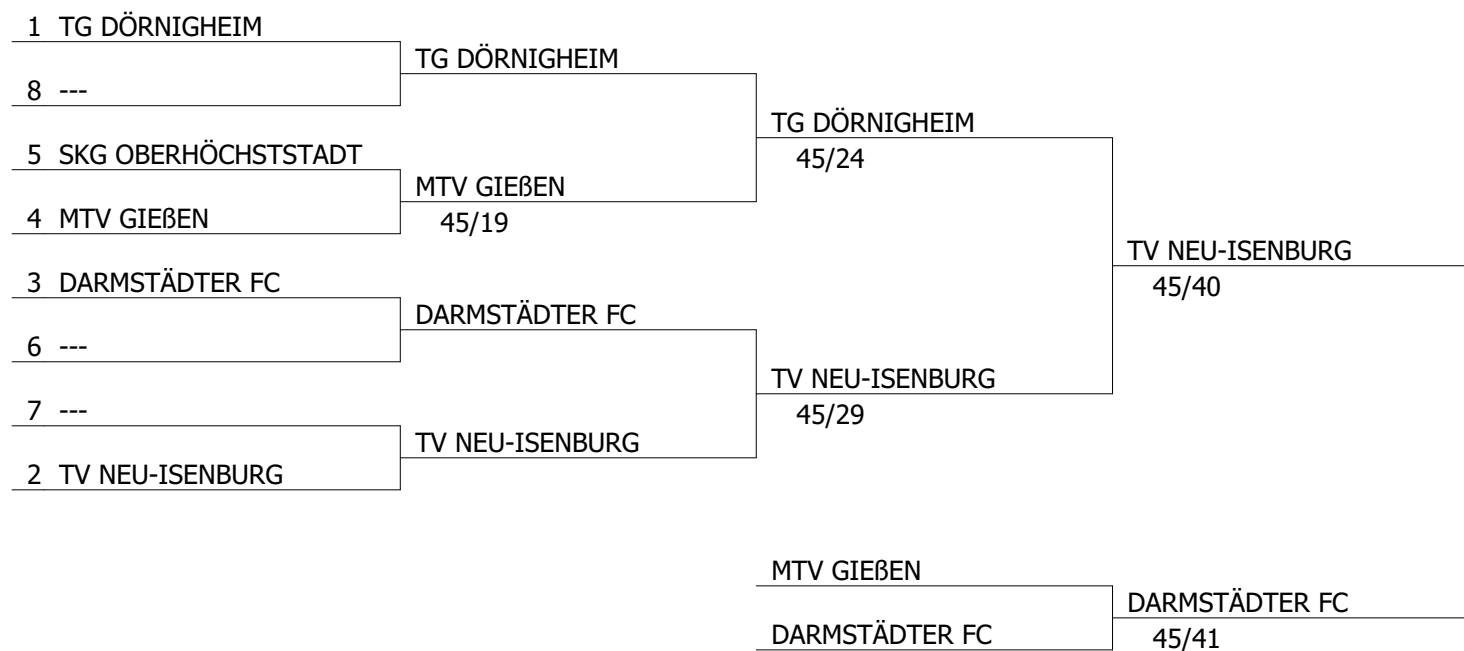 1 TG DÖRNIGHEIM
8 ---
5 SKG OBERHÖCHSTSTADT
4 MTV GIEßEN
3 DARMSTÄDTER FC
6 ---
7 ---
2 TV NEU-ISENBURG
TG DÖRNIGHEIM
MTV GIEßEN
45/19
DARMSTÄDTER FC
TV NEU-ISENBURG
TG DÖRNIGHEIM
45/24
TV NEU-ISENBURG
45/29
TV NEU-ISENBURG
45/40
MTV GIEßEN
DARMSTÄDTER FC
DARMSTÄDTER FC
45/41